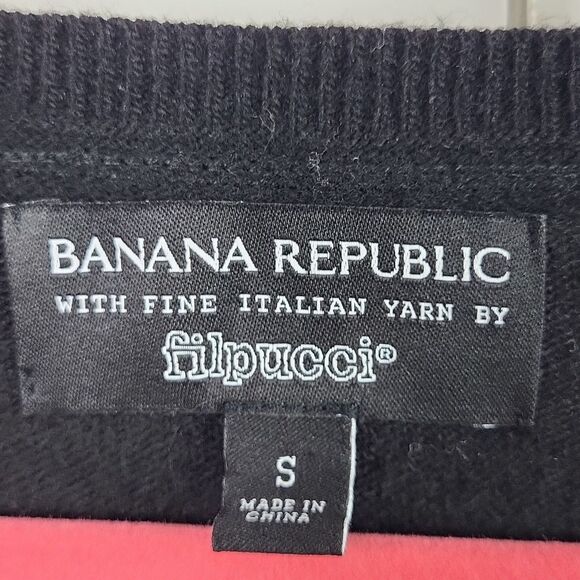 BANANA REPUBLIC
WITH FINE ITALIAN YARN BY
filpucci®
S
MADE IN
CHINA